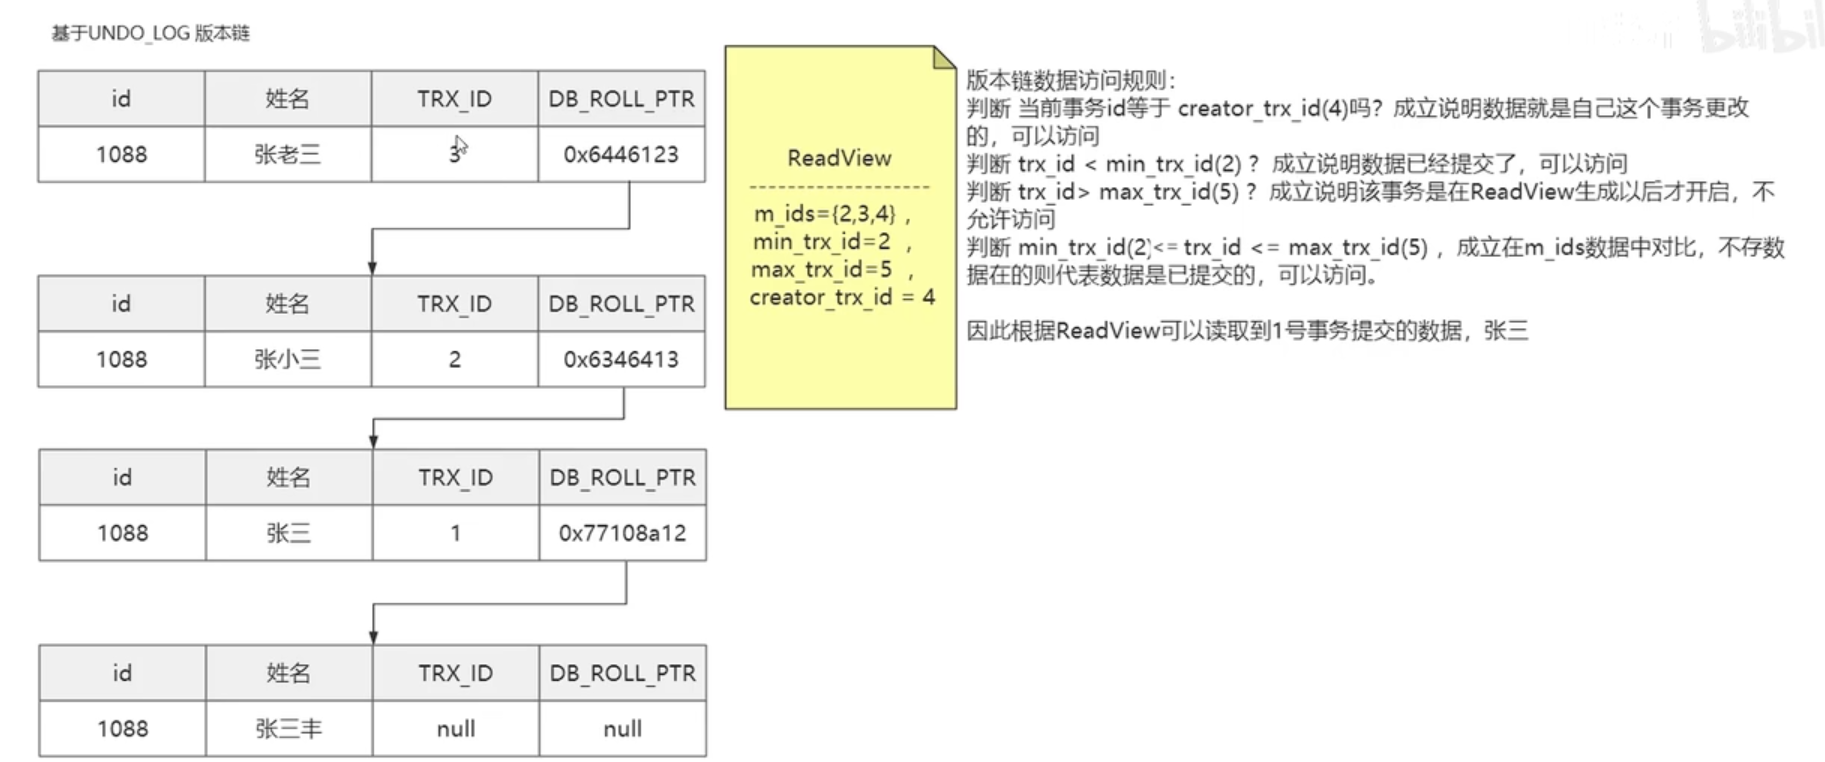 基于UNDO_LOG 版本链
id 姓名 TRX_ID DB_ROLL_PTR
1088 张老三 3 0x6446123
id 姓名 TRX_ID DB_ROLL_PTR
1088 张小三 2 0x6346413
id 姓名 TRX_ID DB_ROLL_PTR
1088 张三 1 0x77108a12
id 姓名 TRX_ID DB_ROLL_PTR
1088 张三丰 null null
ReadView
m_ids={2,3,4} ，
min_trx_id=2 ，
max_trx_id=5 ，
creator_trx_id = 4
版本链数据访问规则：
判断 当前事务id等于 creator_trx_id(4)吗？成立说明数据就是自己这个事务更改
的，可以访问
判断 trx_id < min_trx_id(2) ？成立说明数据已经提交了，可以访问
判断 trx_id> max_trx_id(5) ？成立说明该事务是在ReadView生成以后才开启，不
允许访问
判断 min_trx_id(2)<= trx_id <= max_trx_id(5) ，成立在m_ids数据中对比，不存数
据在的则代表数据是已提交的，可以访问。
因此根据ReadView可以读取到1号事务提交的数据，张三
bilibili